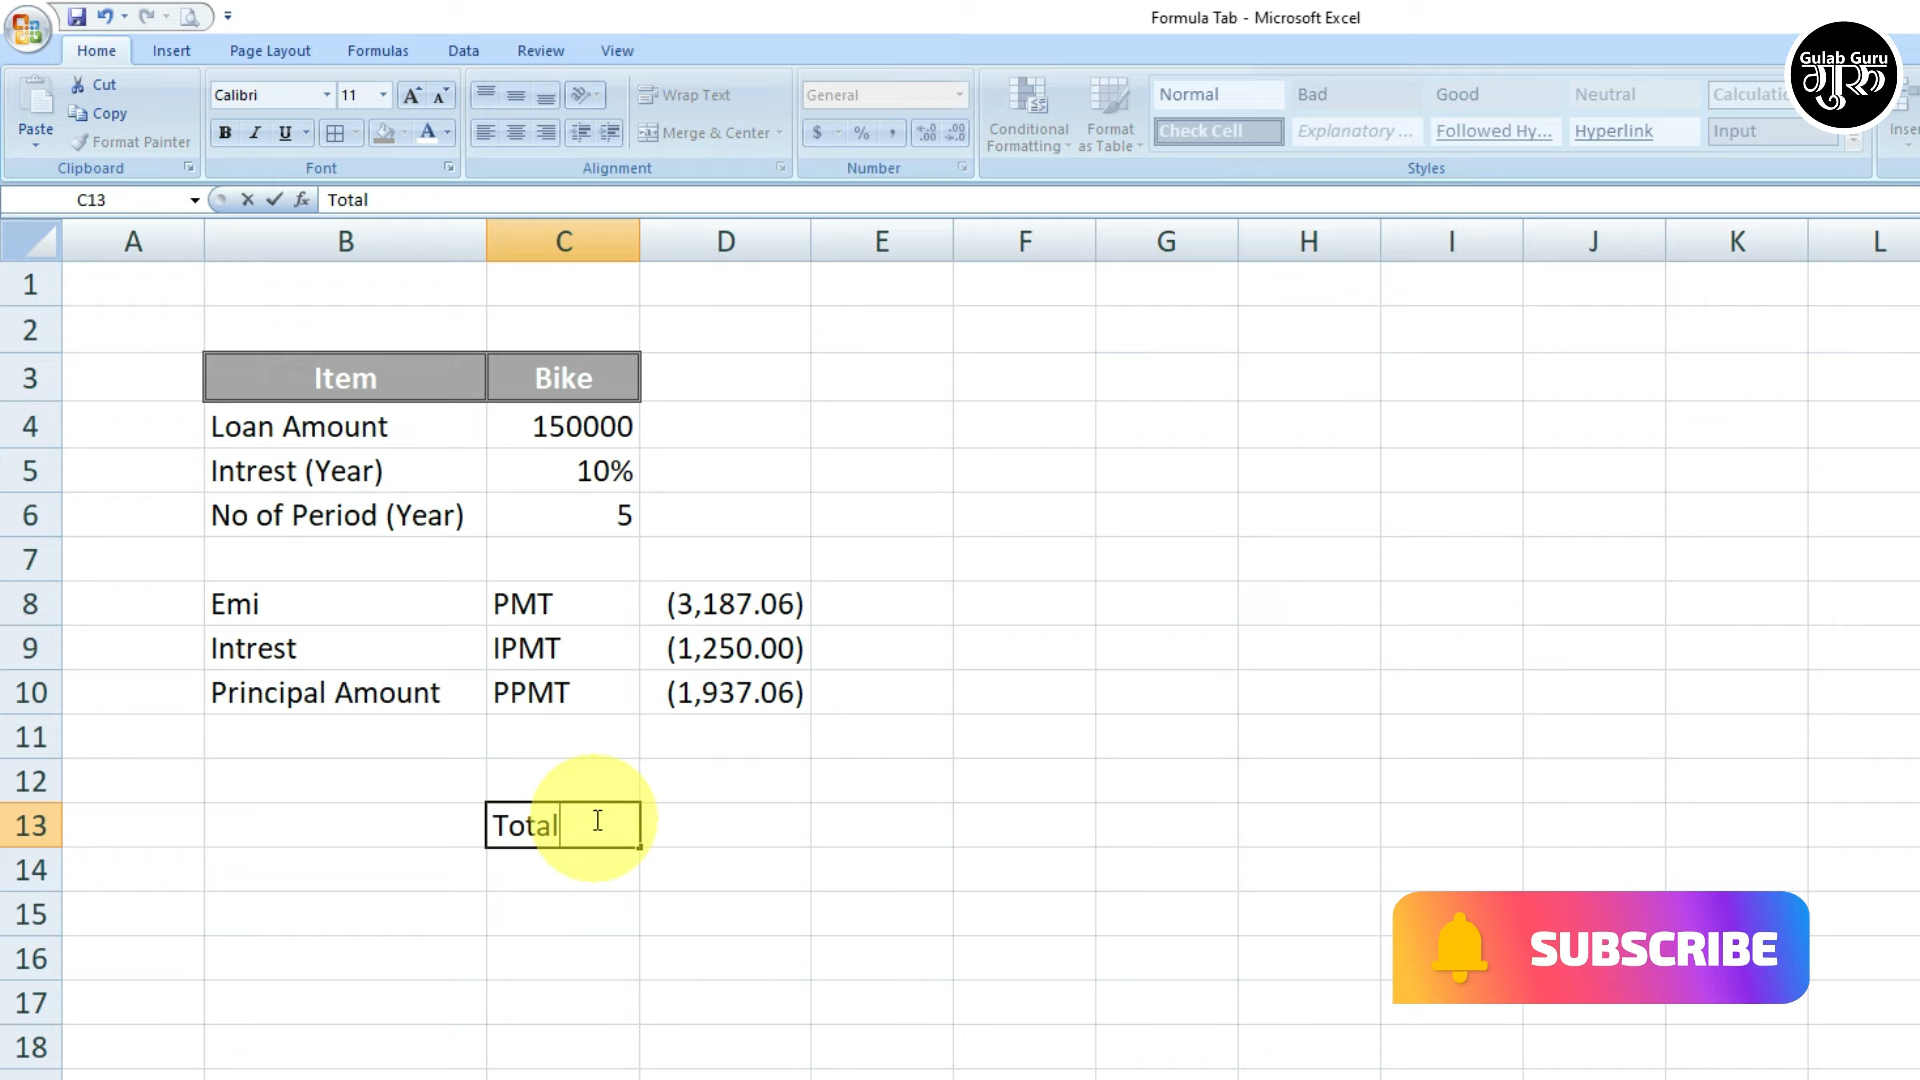 Formula Tab - Microsoft Excel
Home Insert Page Layout Formulas Data Review View
Gulab Guru
गुरु
Paste
Cut
Copy
Format Painter
Clipboard
Calibri 11
B I U
Font
Wrap Text
Merge & Center
Alignment
General
$ % ,
Number
Conditional Formatting
Format as Table
Normal Bad Good Neutral
Check Cell Explanatory ... Followed Hy... Hyperlink Input
Styles
C13 fx Total
A B C D E F G H I J K L
1
2
3 Item Bike
4 Loan Amount 150000
5 Intrest (Year) 10%
6 No of Period (Year) 5
7
8 Emi PMT (3,187.06)
9 Intrest IPMT (1,250.00)
10 Principal Amount PPMT (1,937.06)
11
12
13 Total
14
15
SUBSCRIBE
16
17
18